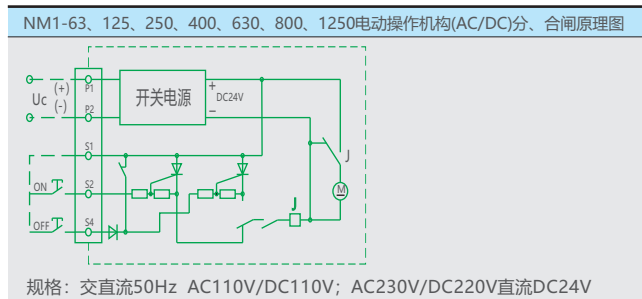 NM1-63、125、250、400、630、800、1250电动操作机构(AC/DC)分、合闸原理图
P1
(+)
Uc
(-)
P2
开关电源
+
DC24V
−
S1
J
ON
S2
M
J
OFF
S4
规格：交直流50Hz AC110V/DC110V；AC230V/DC220V直流DC24V